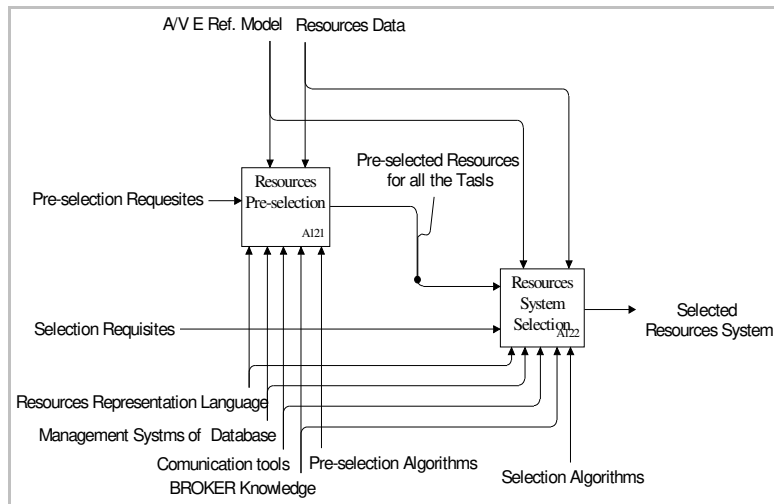 A/V E Ref. Model
Resources Data
Pre-selected Resources
for all the Tasls
Resources
Pre-selection
A121
Pre-selection Requesites
Resources
System
Selection
A122
Selected
Resources System
Selection Requisites
Resources Representation Language
Management Systms of Database
Comunication tools
Pre-selection Algorithms
BROKER Knowledge
Selection Algorithms